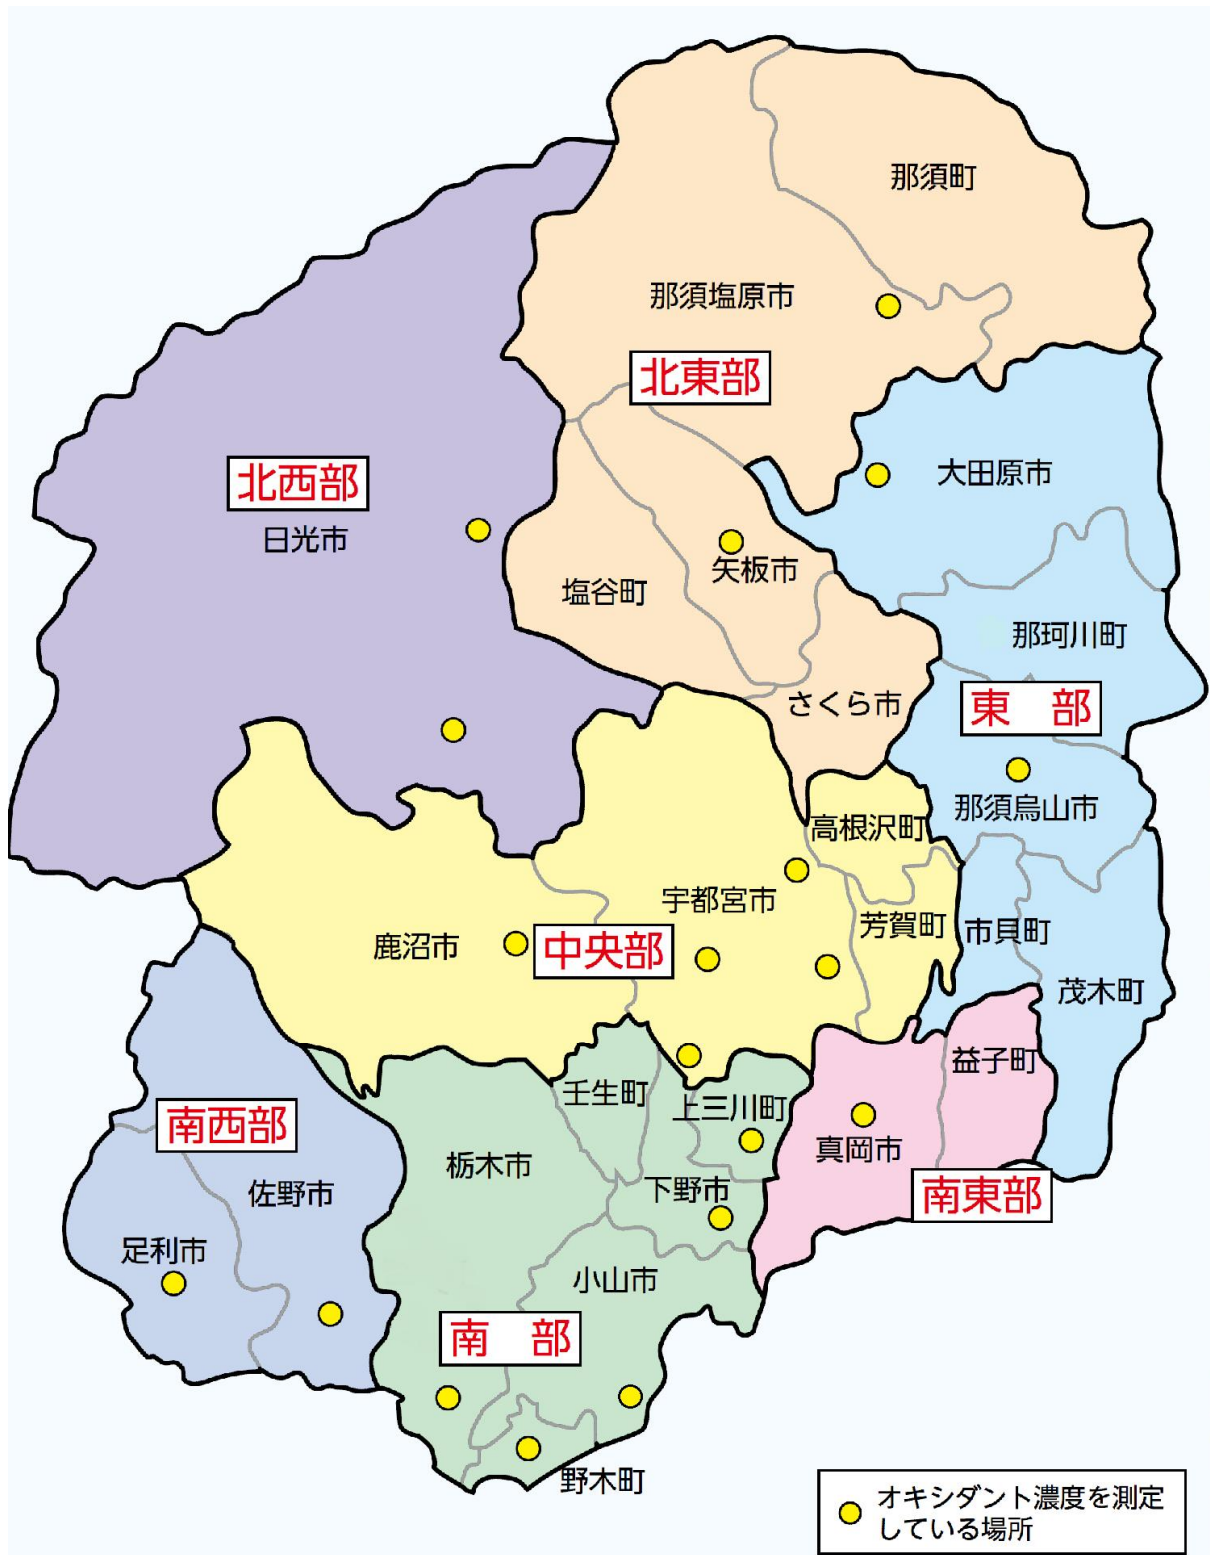 那須町
那須塩原市
北東部
大田原市
北西部
日光市
矢板市
塩谷町
那珂川町
さくら市
東　部
那須烏山市
高根沢町
宇都宮市
芳賀町
市貝町
鹿沼市
中央部
茂木町
益子町
壬生町
上三川町
南西部
真岡市
栃木市
佐野市
下野市
南東部
足利市
小山市
南　部
野木町
オキシダント濃度を測定
している場所